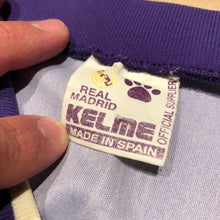 REAL
MADRID
KELME
MADE IN SPAIN
OFFICIAL SUPPLIER